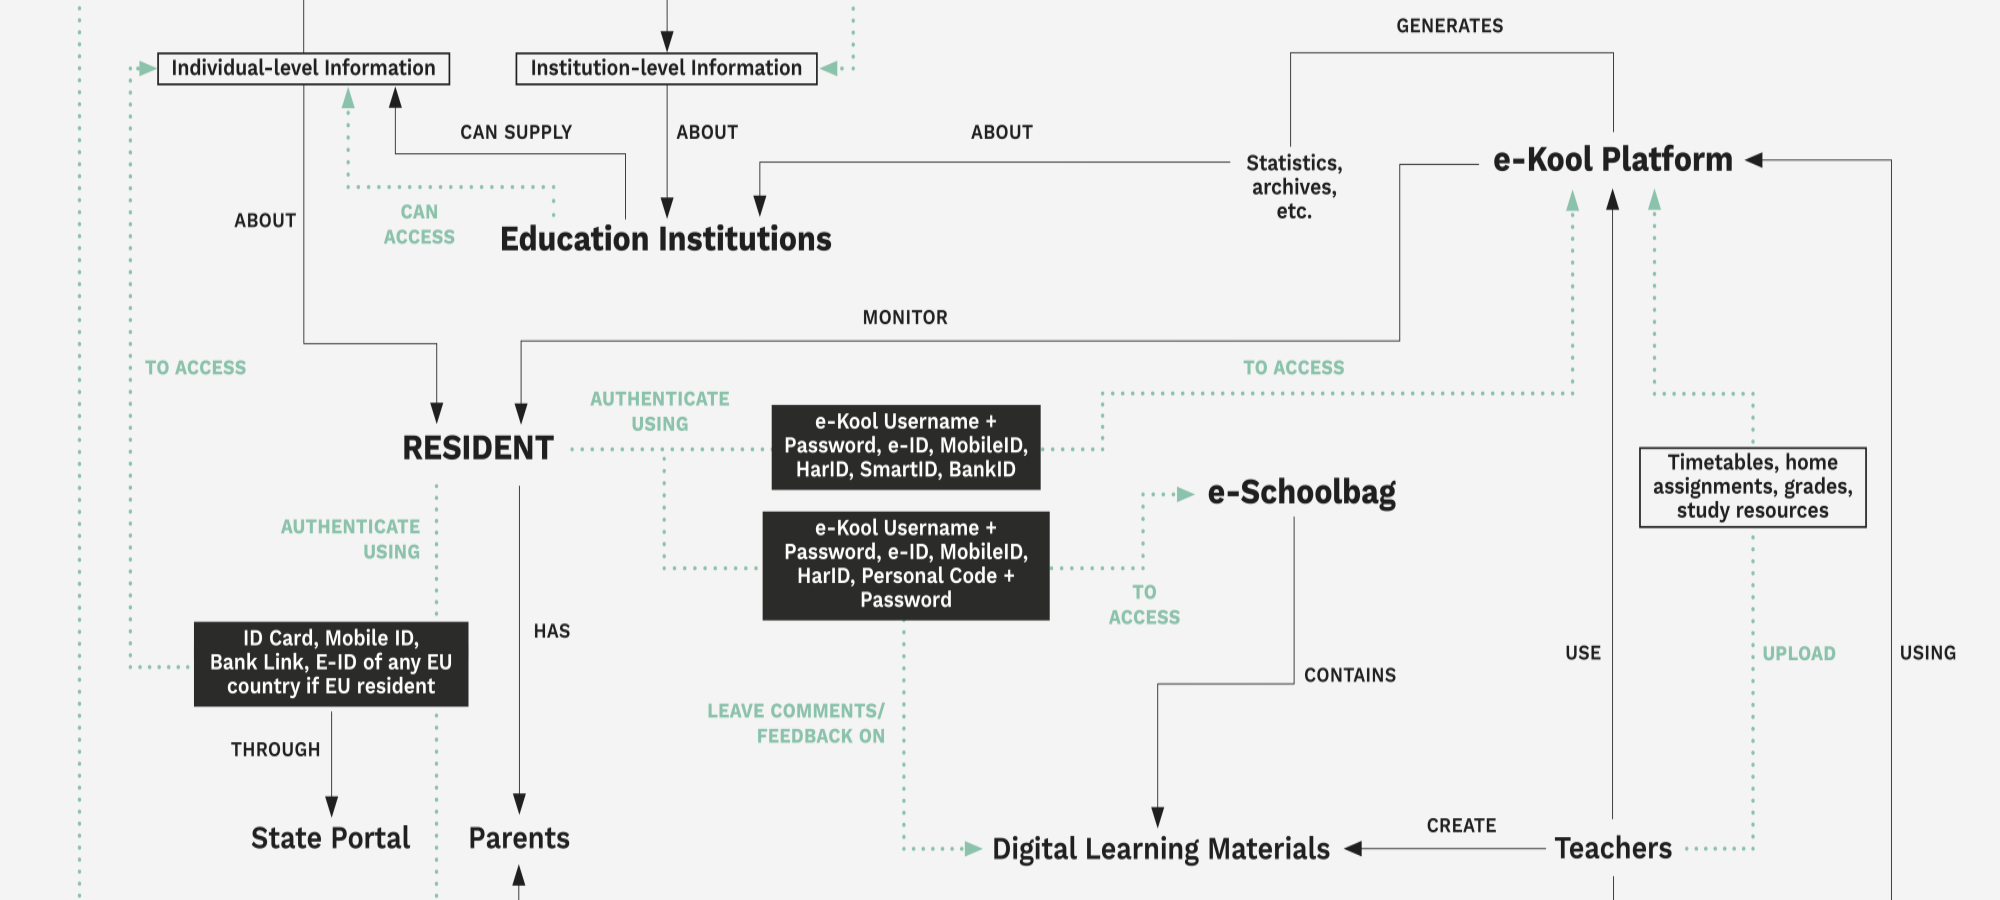 GENERATES
Individual-level Information
Institution-level Information
CAN SUPPLY
ABOUT
ABOUT
Statistics,
archives,
etc.
e-Kool Platform
ABOUT
CAN
ACCESS
Education Institutions
MONITOR
TO ACCESS
TO ACCESS
AUTHENTICATE
USING
RESIDENT
e-Kool Username +
Password, e-ID, MobileID,
HarID, SmartID, BankID
e-Schoolbag
Timetables, home
assignments, grades,
study resources
AUTHENTICATE
USING
e-Kool Username +
Password, e-ID, MobileID,
HarID, Personal Code +
Password
TO
ACCESS
HAS
ID Card, Mobile ID,
Bank Link, E-ID of any EU
country if EU resident
USE
UPLOAD
USING
CONTAINS
LEAVE COMMENTS/
FEEDBACK ON
THROUGH
State Portal
Parents
Digital Learning Materials
CREATE
Teachers